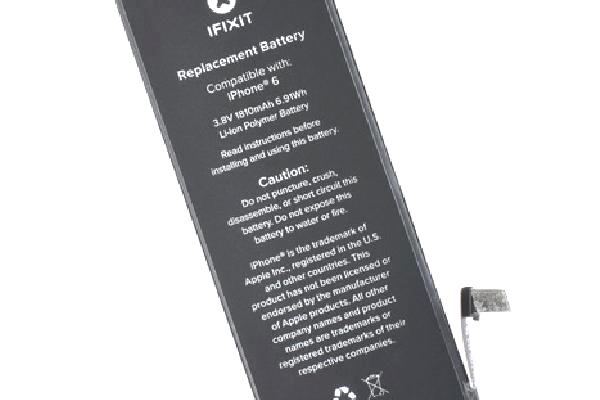 IFIXIT
Replacement Battery
Compatible with:
iPhone® 6
3.8V 1810mAh 6.91Wh
Li-ion Polymer Battery
Read instructions before
installing and using this battery.
Caution:
Do not puncture, crush,
disassemble, or short circuit this
battery. Do not expose this
battery to water or fire.
iPhone® is the trademark of
Apple Inc., registered in the U.S.
and other countries. This
product has not been licensed or
endorsed by the manufacturer
of Apple products. All other
company names and product
names are trademarks or
registered trademarks of their
respective companies.